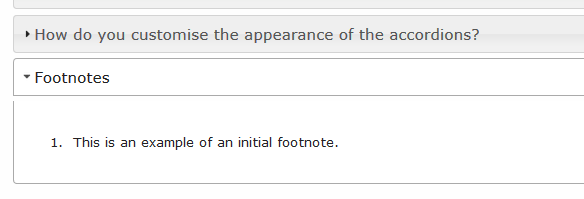 How do you customise the appearance of the accordions?
Footnotes
1. This is an example of an initial footnote.